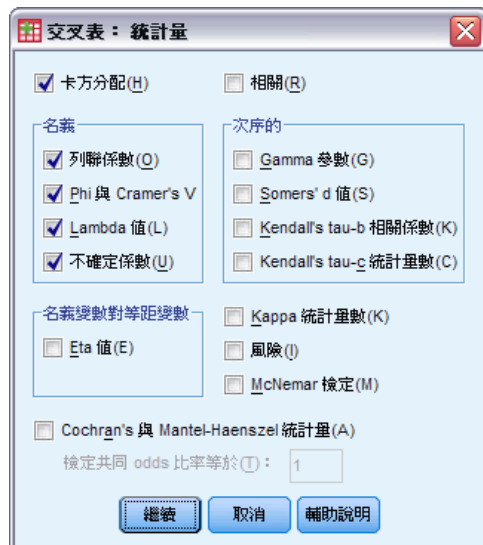 交叉表： 統計量
卡方分配(H)
相關(R)
名義
列聯係數(O)
Phi 與 Cramer's V
Lambda 值(L)
不確定係數(U)
次序的
Gamma 參數(G)
Somers' d 值(S)
Kendall's tau-b 相關係數(K)
Kendall's tau-c 統計量數(C)
名義變數對等距變數
Eta 值(E)
Kappa 統計量數(K)
風險(I)
McNemar 檢定(M)
Cochran's 與 Mantel-Haenszel 統計量(A)
檢定共同 odds 比率等於(T)： 1
繼續 取消 輔助說明